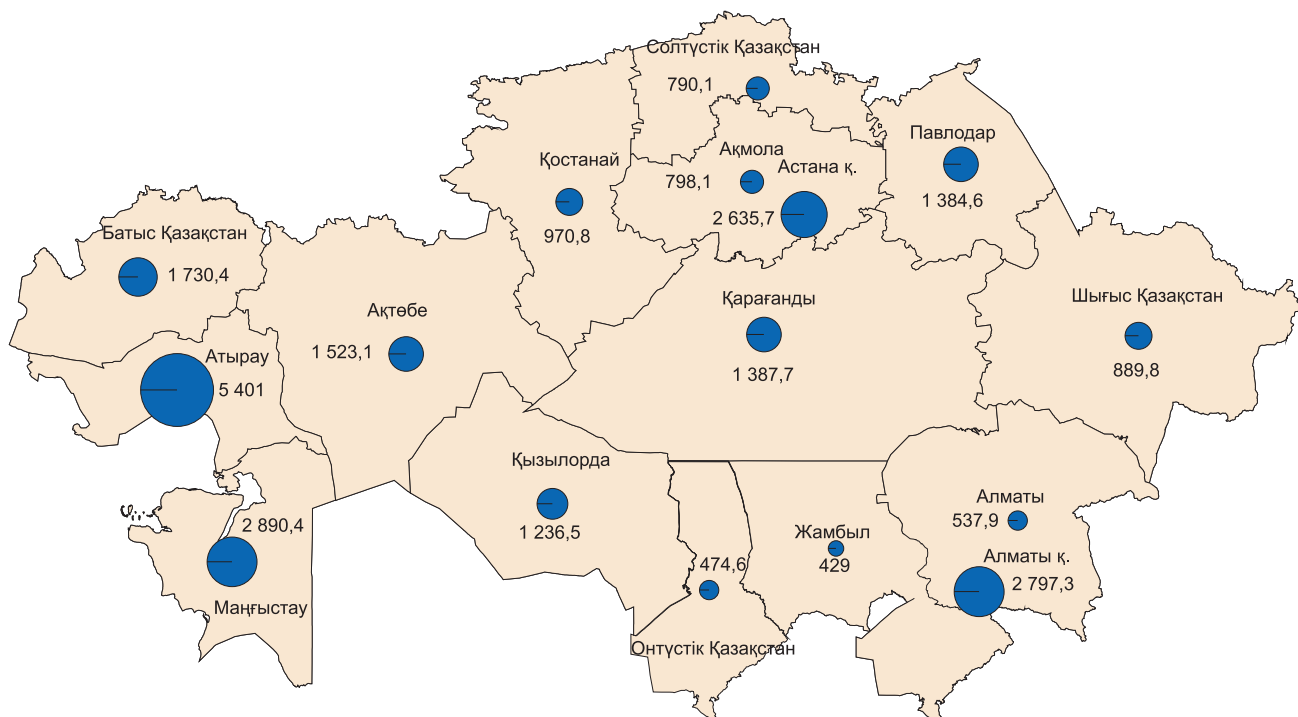 Солтүстік Қазақстан
790,1
Павлодар
1 384,6
Ақмола
798,1
Астана қ.
2 635,7
Қостанай
970,8
Батыс Қазақстан
1 730,4
Ақтөбе
1 523,1
Қарағанды
1 387,7
Шығыс Қазақстан
889,8
Атырау
5 401
Қызылорда
1 236,5
Маңғыстау
2 890,4
474,6
Онтүстік Қазақстан
Жамбыл
429
Алматы
537,9
Алматы қ.
2 797,3